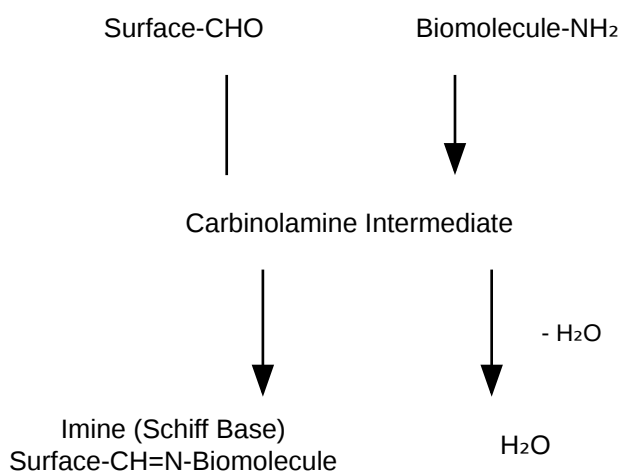 Surface-CHO
Biomolecule-NH₂
Carbinolamine Intermediate
- H₂O
Imine (Schiff Base)
Surface-CH=N-Biomolecule
H₂O